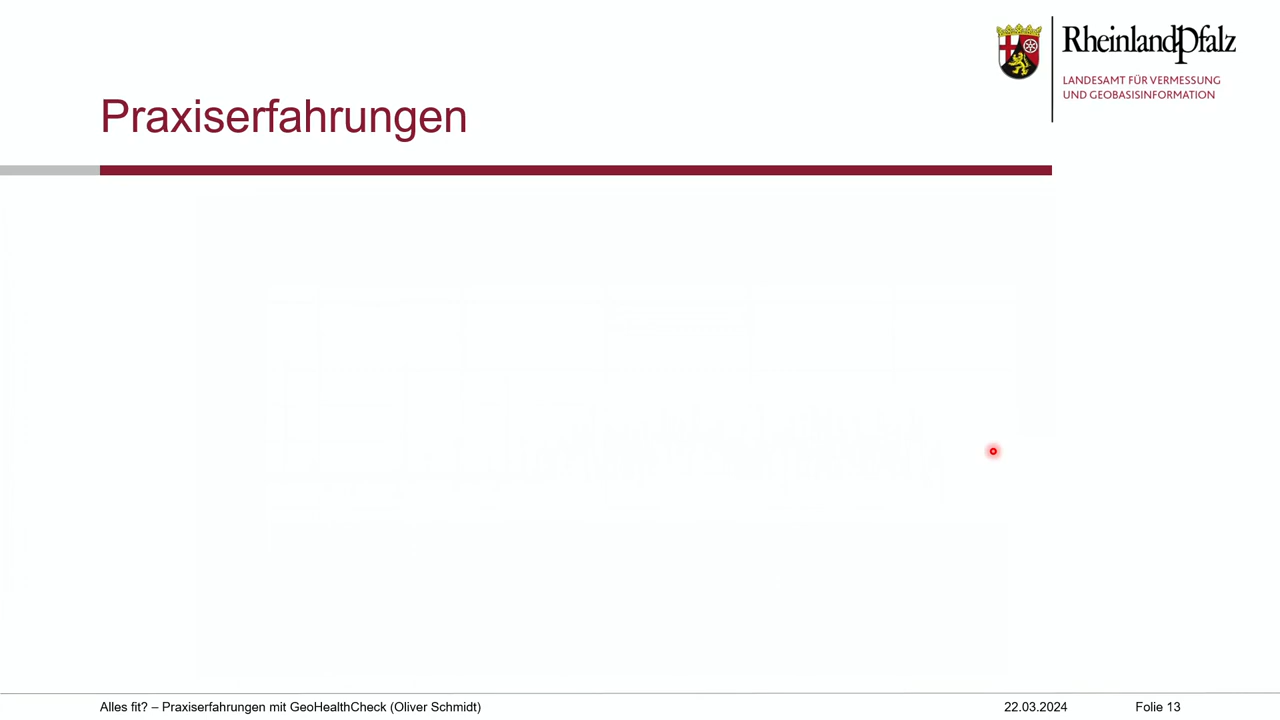 RheinlandPfalz
LANDESAMT FÜR VERMESSUNG
UND GEOBASISINFORMATION
Praxiserfahrungen
Alles fit? – Praxiserfahrungen mit GeoHealthCheck (Oliver Schmidt)
22.03.2024
Folie 13